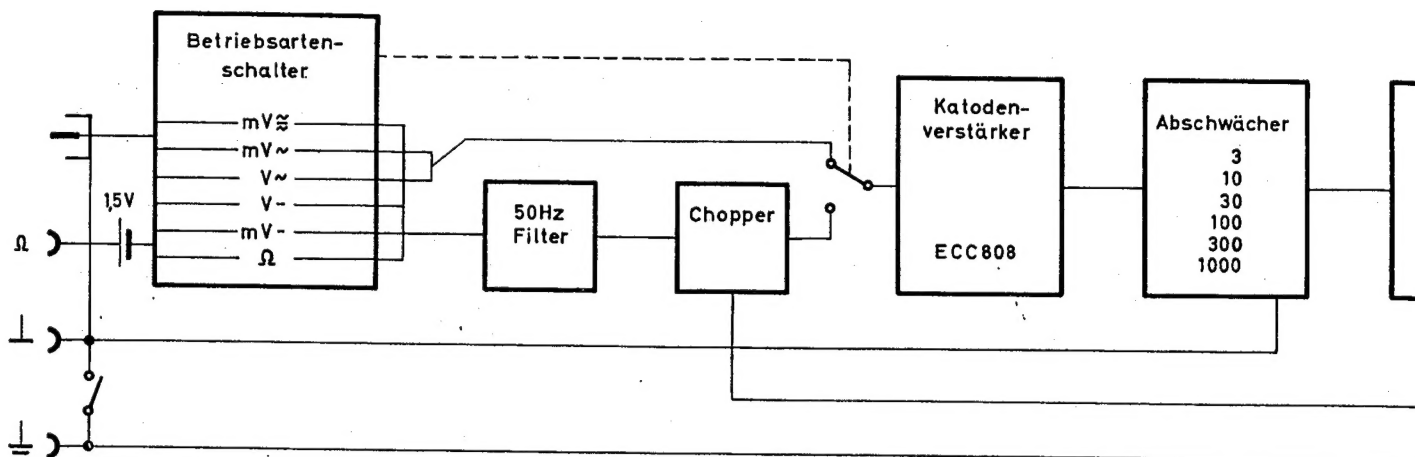 Betriebsarten-
schalter
mV≂
mV~
V~
V-
mV-
Ω
1,5V
Ω
50Hz
Filter
Chopper
Katoden-
verstärker
ECC808
Abschwächer
3
10
30
100
300
1000